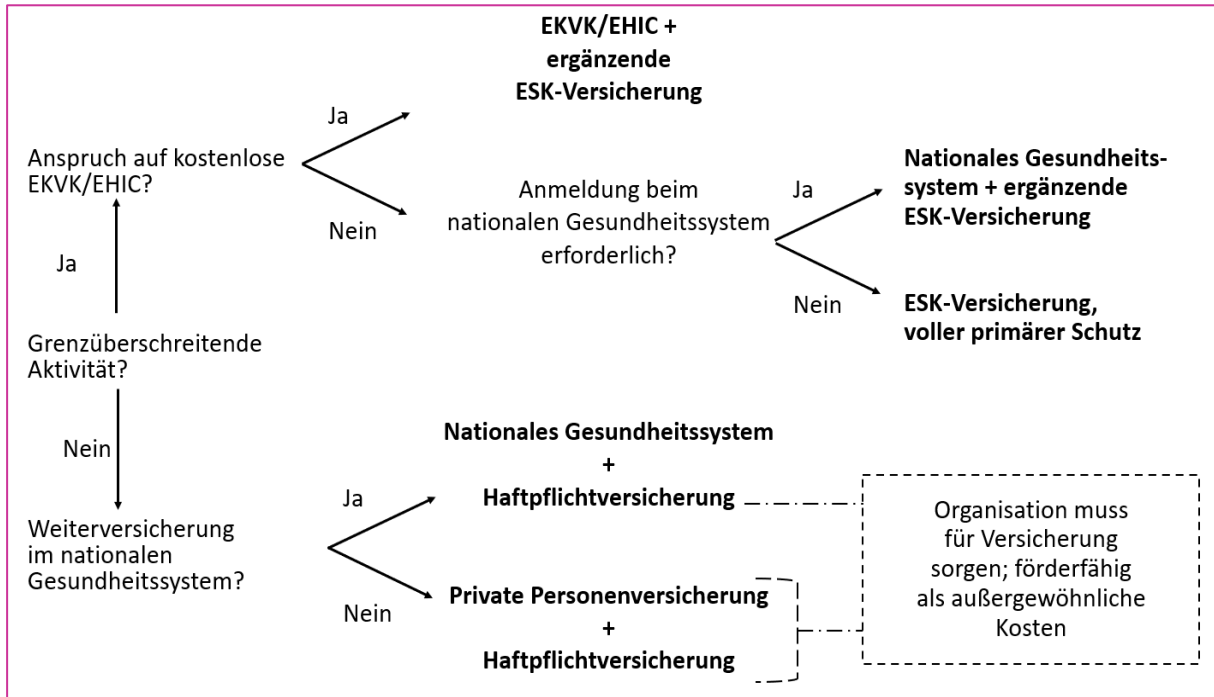 EKVK/EHIC +
ergänzende
ESK-Versicherung
Ja
Anspruch auf kostenlose
EKVK/EHIC?
Nein
Anmeldung beim
nationalen Gesundheitssystem
erforderlich?
Ja
Nationales Gesundheits-
system + ergänzende
ESK-Versicherung
Nein
ESK-Versicherung,
voller primärer Schutz
Ja
Grenzüberschreitende
Aktivität?
Nein
Weiterversicherung
im nationalen
Gesundheitssystem?
Ja
Nationales Gesundheitssystem
+
Haftpflichtversicherung
Nein
Private Personenversicherung
+
Haftpflichtversicherung
Organisation muss
für Versicherung
sorgen; förderfähig
als außergewöhnliche
Kosten